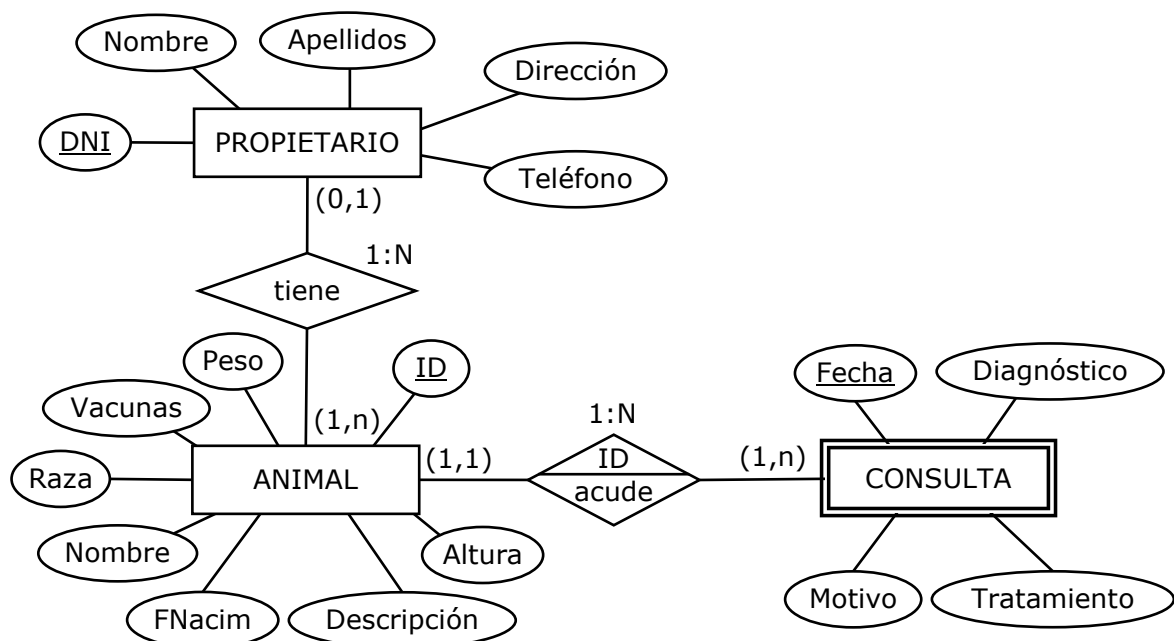 Nombre
Apellidos
Dirección
DNI
PROPIETARIO
Teléfono
(0,1)
1:N
tiene
Peso
ID
Vacunas
(1,n)
Raza
ANIMAL
(1,1)
1:N
ID
acude
(1,n)
Fecha
Diagnóstico
CONSULTA
Nombre
Altura
FNacim
Descripción
Motivo
Tratamiento